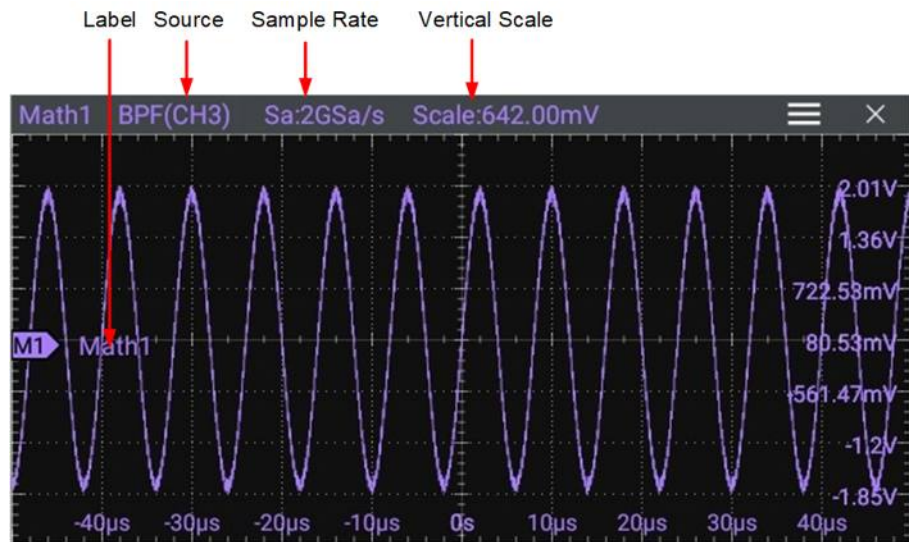 Label Source Sample Rate Vertical Scale
Math1 BPF(CH3) Sa:2GSa/s Scale:642.00mV
2.01V
1.36V
722.53mV
M1 Math1 80.53mV
-561.47mV
-1.2V
-1.85V
-40µs -30µs -20µs -10µs 0s 10µs 20µs 30µs 40µs